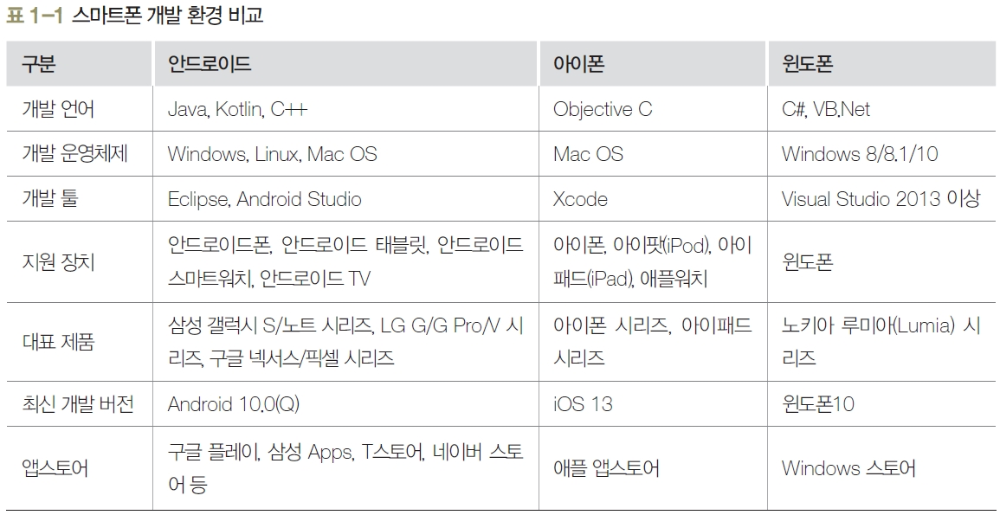 표 1-1 스마트폰 개발 환경 비교
구분 안드로이드 아이폰 윈도폰
개발 언어 Java, Kotlin, C++ Objective C C#, VB.Net
개발 운영체제 Windows, Linux, Mac OS Mac OS Windows 8/8.1/10
개발 툴 Eclipse, Android Studio Xcode Visual Studio 2013 이상
지원 장치
안드로이드폰, 안드로이드 태블릿, 안드로이드
스마트워치, 안드로이드 TV
아이폰, 아이팟(iPod), 아이
패드(iPad), 애플워치
윈도폰
대표 제품
삼성 갤럭시 S/노트 시리즈, LG G/G Pro/V 시
리즈, 구글 넥서스/픽셀 시리즈
아이폰 시리즈, 아이패드
시리즈
노키아 루미아(Lumia) 시
리즈
최신 개발 버전 Android 10.0(Q) iOS 13 윈도폰10
앱스토어
구글 플레이, 삼성 Apps, T스토어, 네이버 스토
어 등
애플 앱스토어
Windows 스토어